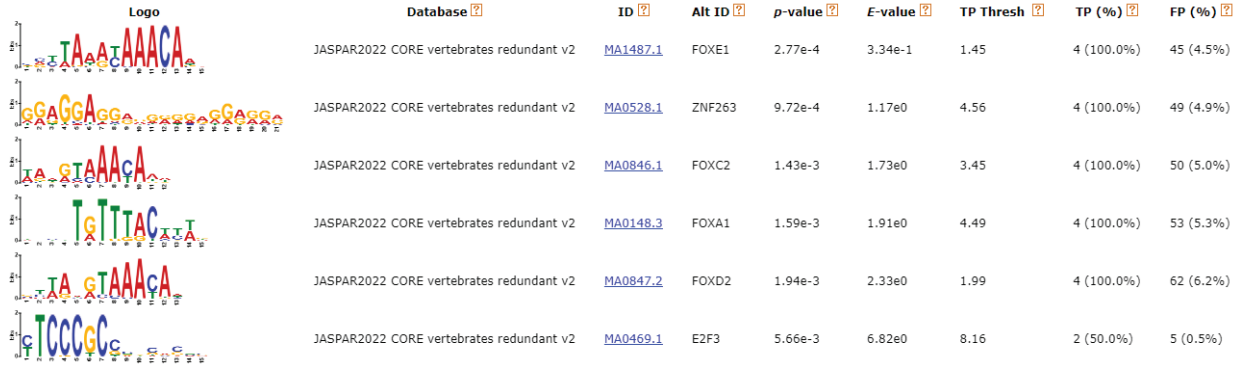 Logo Database ? ID ? Alt ID ? p-value ? E-value ? TP Thresh ? TP (%) ? FP (%) ?
JASPAR2022 CORE vertebrates redundant v2 MA1487.1 FOXE1 2.77e-4 3.34e-1 1.45 4 (100.0%) 45 (4.5%)
JASPAR2022 CORE vertebrates redundant v2 MA0528.1 ZNF263 9.72e-4 1.17e0 4.56 4 (100.0%) 49 (4.9%)
JASPAR2022 CORE vertebrates redundant v2 MA0846.1 FOXC2 1.43e-3 1.73e0 3.45 4 (100.0%) 50 (5.0%)
JASPAR2022 CORE vertebrates redundant v2 MA0148.3 FOXA1 1.59e-3 1.91e0 4.49 4 (100.0%) 53 (5.3%)
JASPAR2022 CORE vertebrates redundant v2 MA0847.2 FOXD2 1.94e-3 2.33e0 1.99 4 (100.0%) 62 (6.2%)
JASPAR2022 CORE vertebrates redundant v2 MA0469.1 E2F3 5.66e-3 6.82e0 8.16 2 (50.0%) 5 (0.5%)